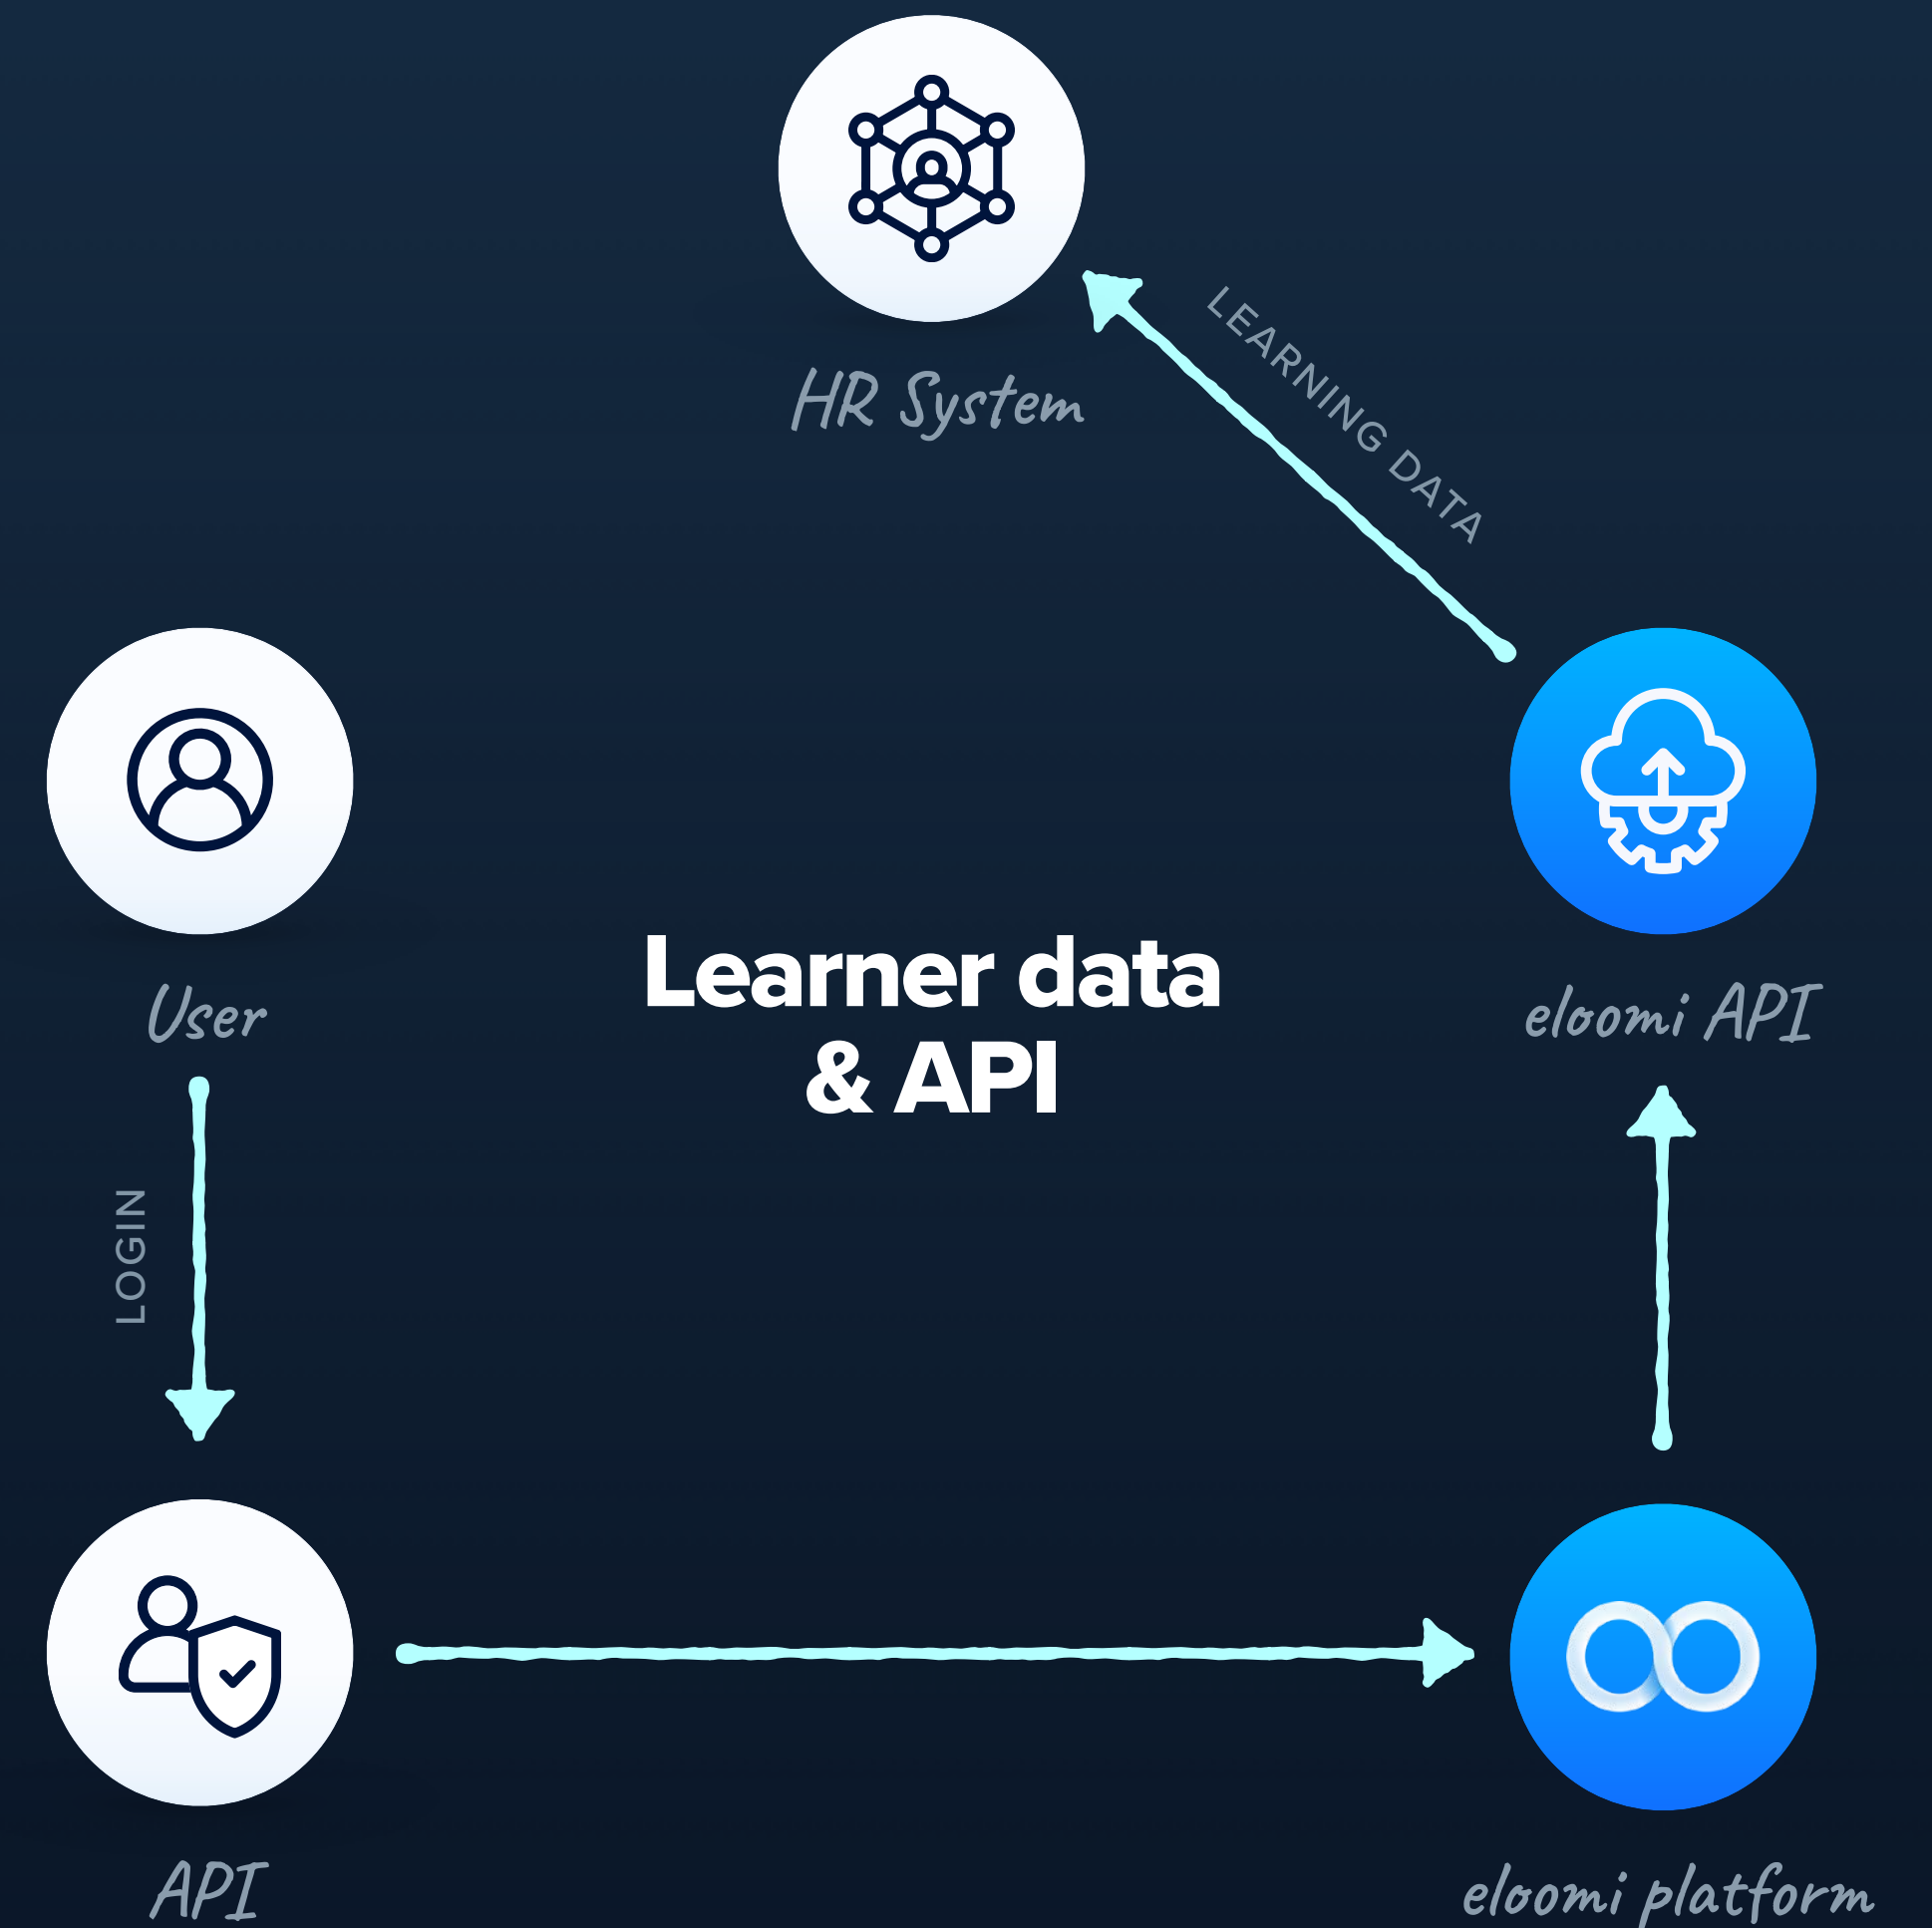 HR System
LEARNING DATA
User
eloomi API
Learner data
& API
LOGIN
API
eloomi platform